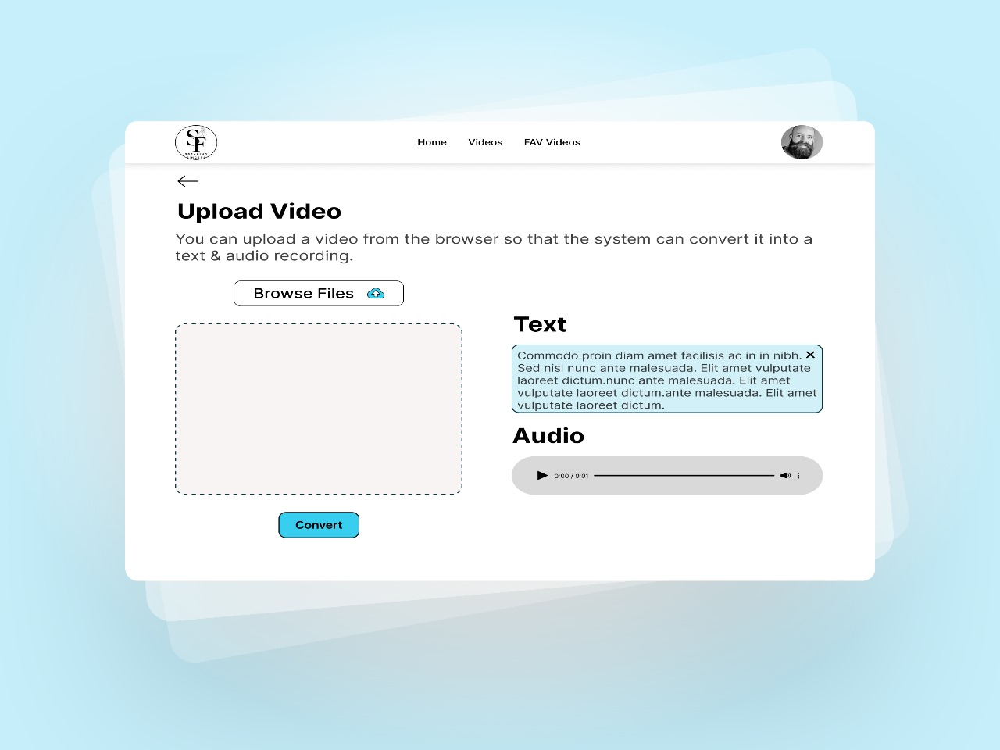 SF
SPEAKING
FINGERS
Home Videos FAV Videos
Upload Video
You can upload a video from the browser so that the system can convert it into a
text & audio recording.
Browse Files
Text
Commodo proin diam amet facilisis ac in in nibh.
Sed nisl nunc ante malesuada. Elit amet vulputate
laoreet dictum.nunc ante malesuada. Elit amet
vulputate laoreet dictum.ante malesuada. Elit amet
vulputate laoreet dictum.
Audio
0:00 / 0:01
Convert